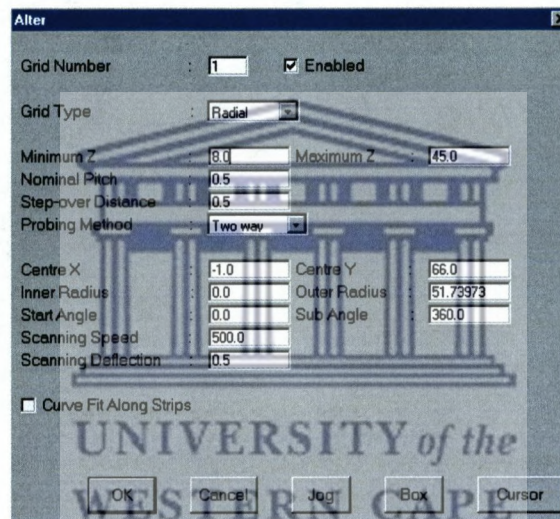 Alter
Grid Number : 1 Enabled
Grid Type : Radial
Minimum Z : 8.0 Maximum Z : 45.0
Nominal Pitch : 0.5
Step-over Distance : 0.5
Probing Method : Two way
Centre X : -1.0 Centre Y : 66.0
Inner Radius : 0.0 Outer Radius : 51.73973
Start Angle : 0.0 Sub Angle : 360.0
Scanning Speed : 500.0
Scanning Deflection : 0.5
Curve Fit Along Strips
UNIVERSITY of the
WESTERN CAPE
OK Cancel Jog Box Cursor